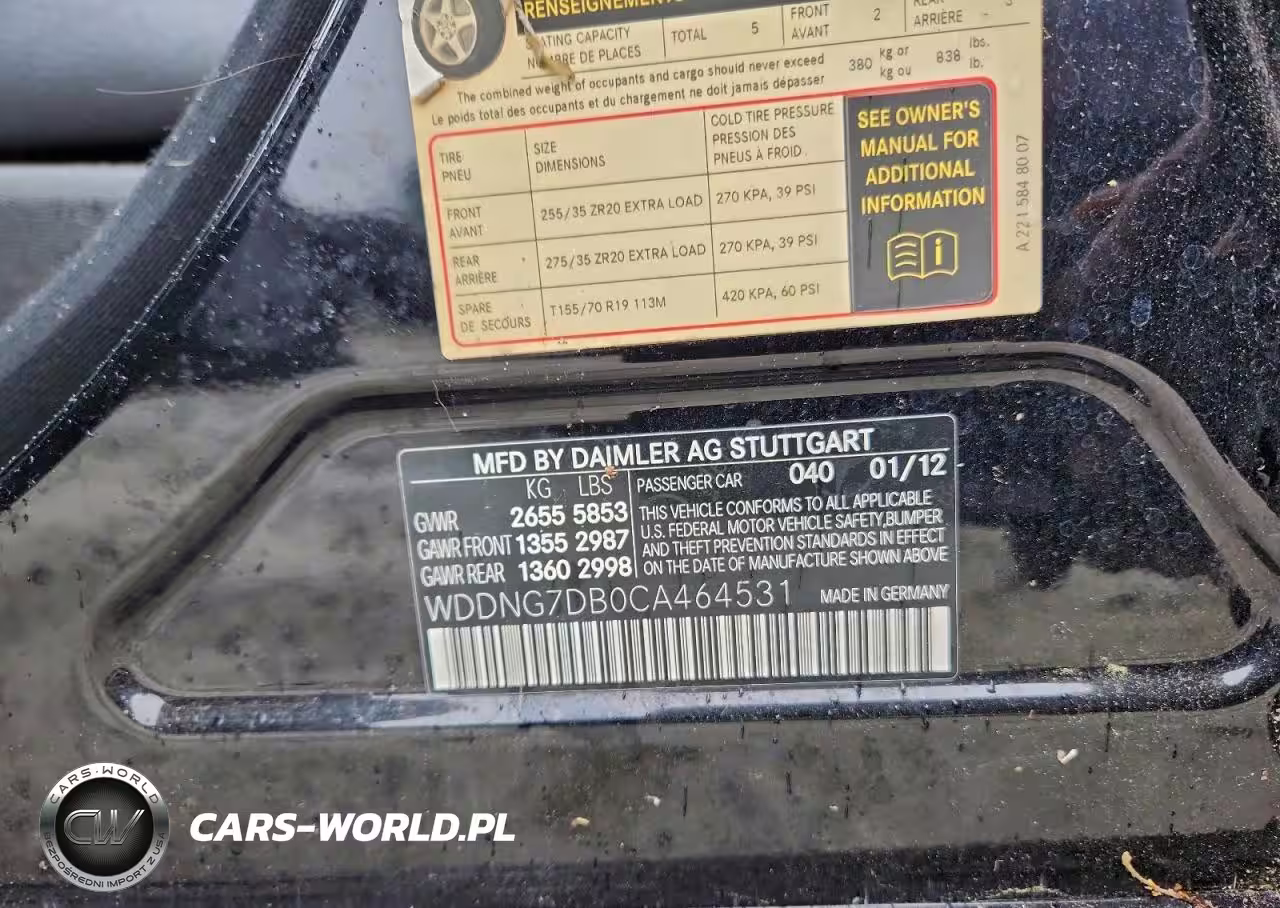 RENSEIGNEMENTS
ATING CAPACITY TOTAL 5 FRONT 2 REAR 3
DE PLACES AVANT ARRIÈRE
The combined weight of occupants and cargo should never exceed 380 kg or 838 lbs.
Le poids total des occupants et du chargement ne doit jamais dépasser kg ou lb.
TIRE SIZE COLD TIRE PRESSURE
PNEU DIMENSIONS PRESSION DES
PNEUS À FROID
FRONT 255/35 ZR20 EXTRA LOAD 270 KPA, 39 PSI
AVANT
REAR 275/35 ZR20 EXTRA LOAD 270 KPA, 39 PSI
ARRIÈRE
SPARE T155/70 R19 113M 420 KPA, 60 PSI
DE SECOURS
SEE OWNER'S
MANUAL FOR
ADDITIONAL
INFORMATION
A 221 584 80 07
MFD BY DAIMLER AG STUTTGART
KG LBS PASSENGER CAR 040 01/12
GVWR 2655 5853
GAWR FRONT 1355 2987
GAWR REAR 1360 2998
THIS VEHICLE CONFORMS TO ALL APPLICABLE
U.S. FEDERAL MOTOR VEHICLE SAFETY,BUMPER
AND THEFT PREVENTION STANDARDS IN EFFECT
ON THE DATE OF MANUFACTURE SHOWN ABOVE
WDDNG7DB0CA464531 MADE IN GERMANY
CARS-WORLD
CW
BEZPOŚREDNI IMPORT Z USA
CARS-WORLD.PL